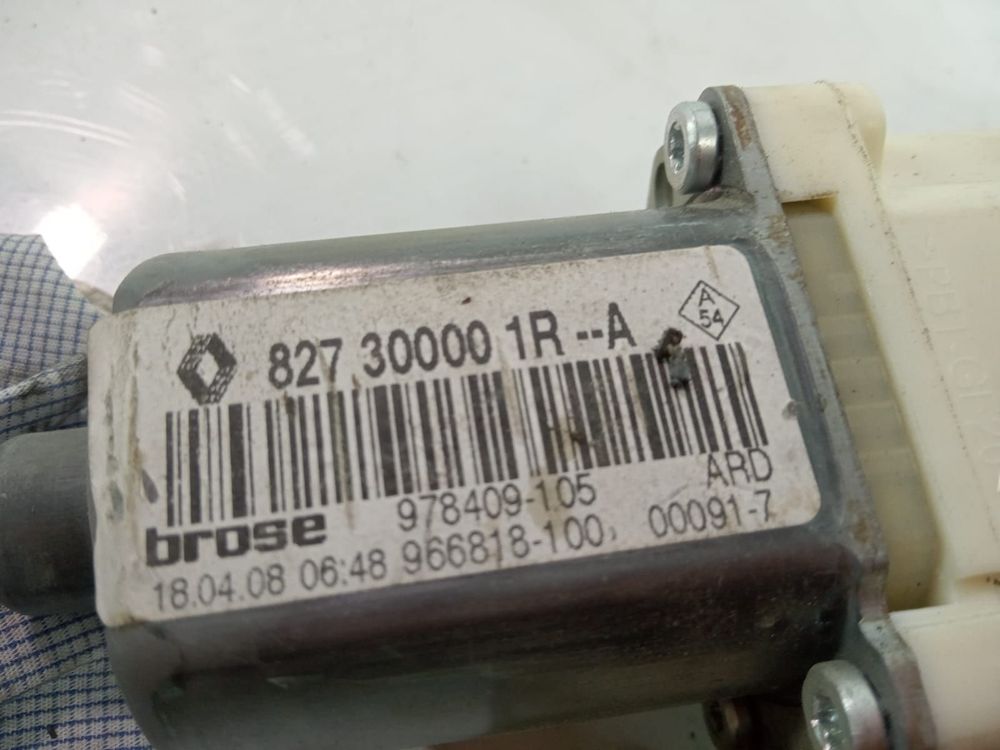 827 30000 1R --A
A
54
978409-105
ARD
brose
18.04.08 06:48 966818-100
00091-7